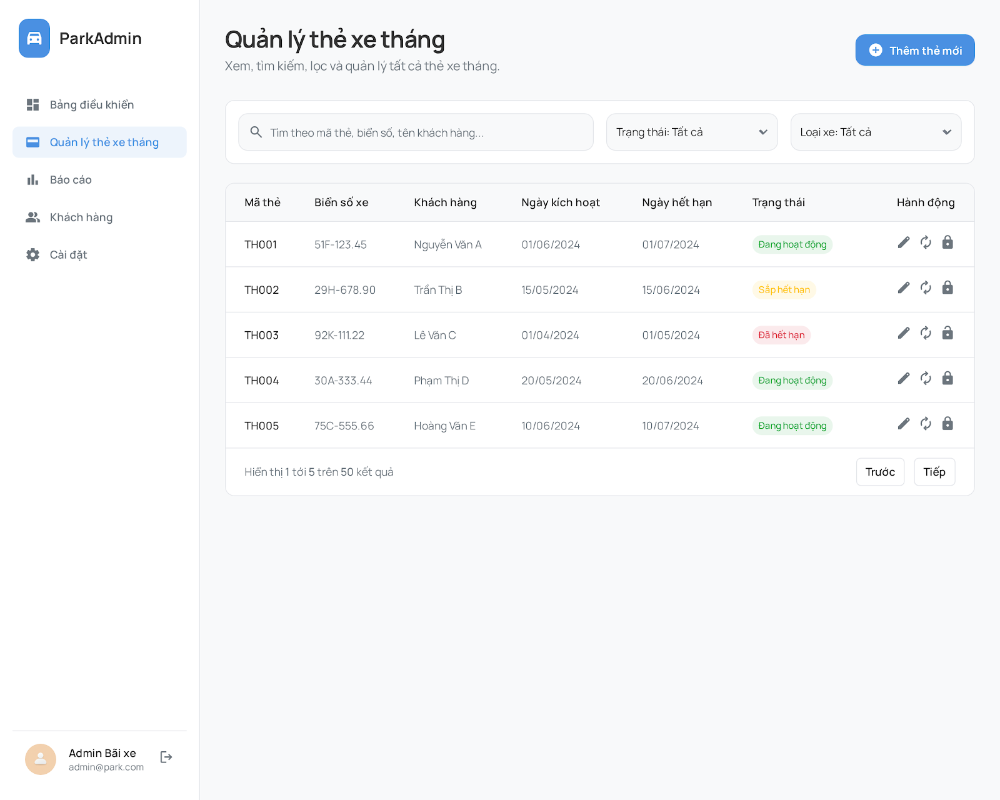 ParkAdmin
Bảng điều khiển
Quản lý thẻ xe tháng
Báo cáo
Khách hàng
Cài đặt
Admin Bãi xe
admin@park.com
Quản lý thẻ xe tháng
Xem, tìm kiếm, lọc và quản lý tất cả thẻ xe tháng.
Thêm thẻ mới
Tìm theo mã thẻ, biển số, tên khách hàng...
Trạng thái: Tất cả
Loại xe: Tất cả
Mã thẻ Biển số xe Khách hàng Ngày kích hoạt Ngày hết hạn Trạng thái Hành động
TH001 51F-123.45 Nguyễn Văn A 01/06/2024 01/07/2024 Đang hoạt động
TH002 29H-678.90 Trần Thị B 15/05/2024 15/06/2024 Sắp hết hạn
TH003 92K-111.22 Lê Văn C 01/04/2024 01/05/2024 Đã hết hạn
TH004 30A-333.44 Phạm Thị D 20/05/2024 20/06/2024 Đang hoạt động
TH005 75C-555.66 Hoàng Văn E 10/06/2024 10/07/2024 Đang hoạt động
Hiển thị 1 tới 5 trên 50 kết quả
Trước
Tiếp